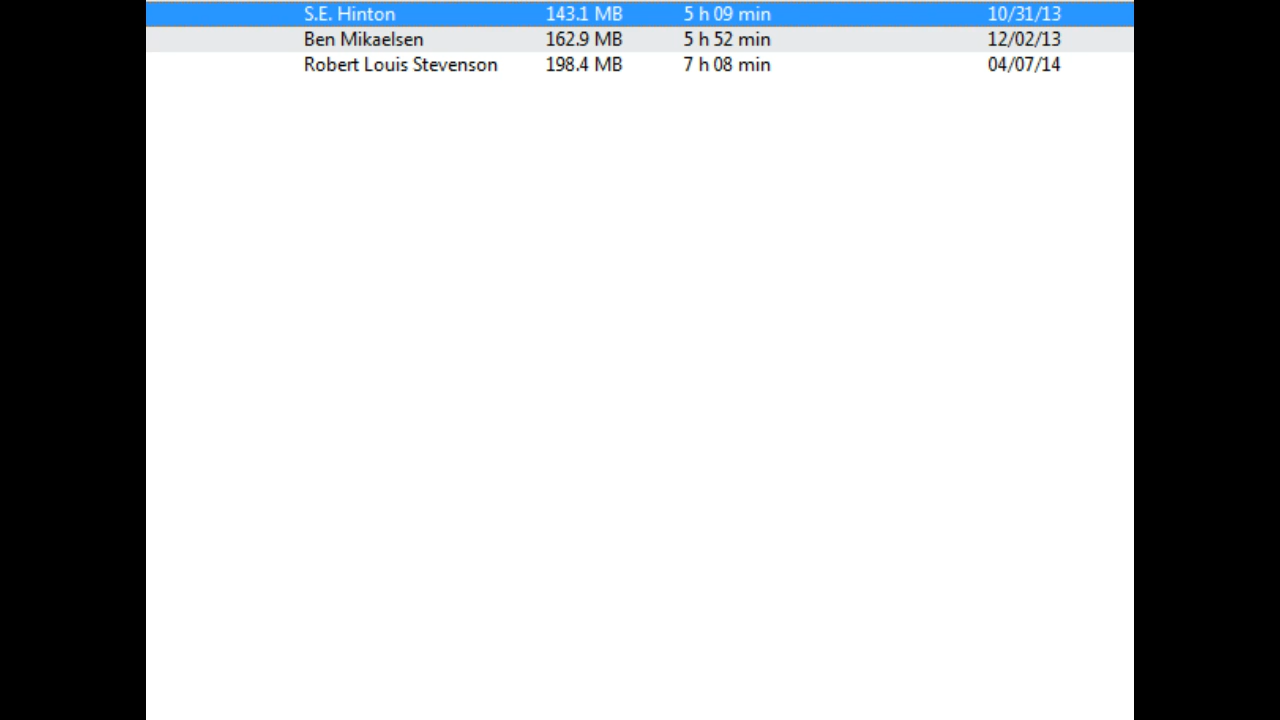 S.E. Hinton 143.1 MB 5 h 09 min 10/31/13
Ben Mikaelsen 162.9 MB 5 h 52 min 12/02/13
Robert Louis Stevenson 198.4 MB 7 h 08 min 04/07/14